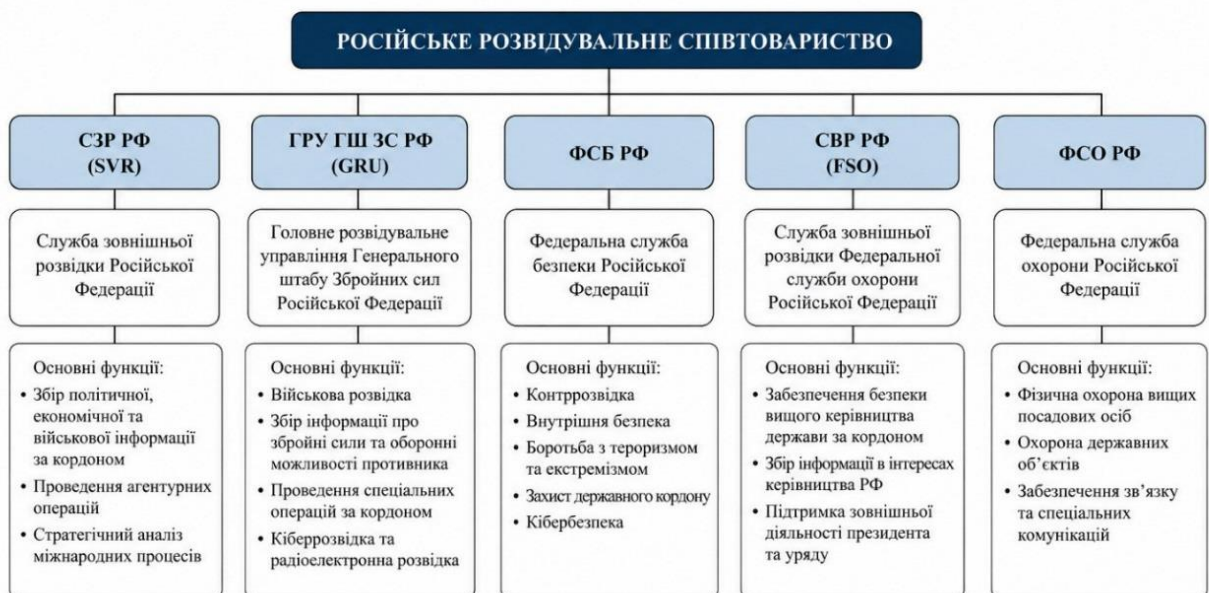 РОСІЙСЬКЕ РОЗВІДУВАЛЬНЕ СПІВТОВАРИСТВО
СЗР РФ
(SVR)
Служба зовнішньої
розвідки Російської
Федерації
Основні функції:
• Збір політичної,
економічної та
військової інформації
за кордоном
• Проведення агентурних
операцій
• Стратегічний аналіз
міжнародних процесів
ГРУ ГШ ЗС РФ
(GRU)
Головне розвідувальне
управління Генерального
штабу Збройних сил
Російської Федерації
Основні функції:
• Військова розвідка
• Збір інформації про
збройні сили та оборонні
можливості противника
• Проведення спеціальних
операцій за кордоном
• Кіберрозвідка та
радіоелектронна розвідка
ФСБ РФ
Федеральна служба
безпеки Російської
Федерації
Основні функції:
• Контррозвідка
• Внутрішня безпека
• Боротьба з тероризмом
та екстремізмом
• Захист державного кордону
• Кібербезпека
СВР РФ
(FSO)
Служба зовнішньої
розвідки Федеральної
служби охорони
Російської Федерації
Основні функції:
• Забезпечення безпеки
вищого керівництва
держави за кордоном
• Збір інформації в інтересах
керівництва РФ
• Підтримка зовнішньої
діяльності президента
та уряду
ФСО РФ
Федеральна служба
охорони Російської
Федерації
Основні функції:
• Фізична охорона вищих
посадових осіб
• Охорона державних
об’єктів
• Забезпечення зв’язку
та спеціальних
комунікацій